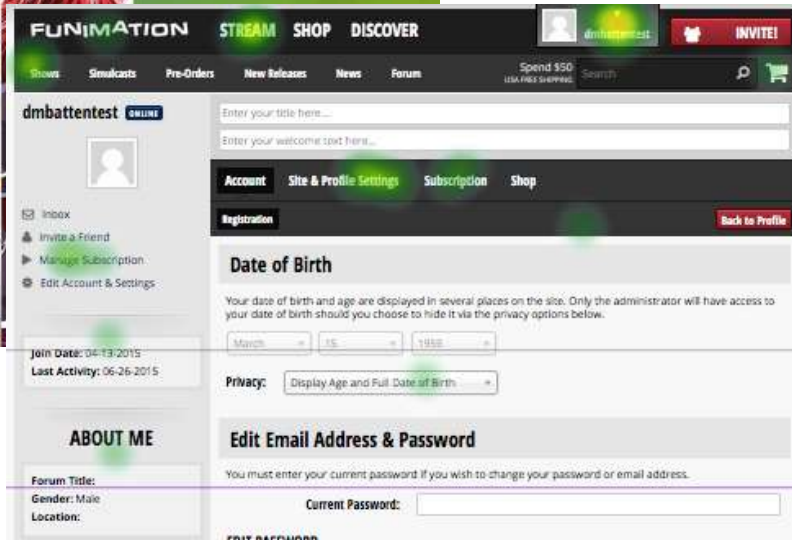 FUNIMATION STREAM SHOP DISCOVER dmbattentest INVITE!
Shows Simulcasts Pre-Orders New Releases News Forum Spend $50 Search
USA FREE SHIPPING
dmbattentest ONLINE
Enter your title here...
Enter your welcome text here...
Account Site & Profile Settings Subscription Shop
Registration Back to Profile
Inbox
Invite a Friend
Manage Subscription
Edit Account & Settings
Date of Birth
Your date of birth and age are displayed in several places on the site. Only the administrator will have access to
your date of birth should you choose to hide it via the privacy options below.
March 15
Join Date: 04-13-2015
Last Activity: 06-26-2015
Privacy: Display Age and Full Date of Birth
ABOUT ME
Edit Email Address & Password
You must enter your current password if you wish to change your password or email address.
Forum Title:
Gender: Male
Location:
Current Password:
EDIT PASSWORD